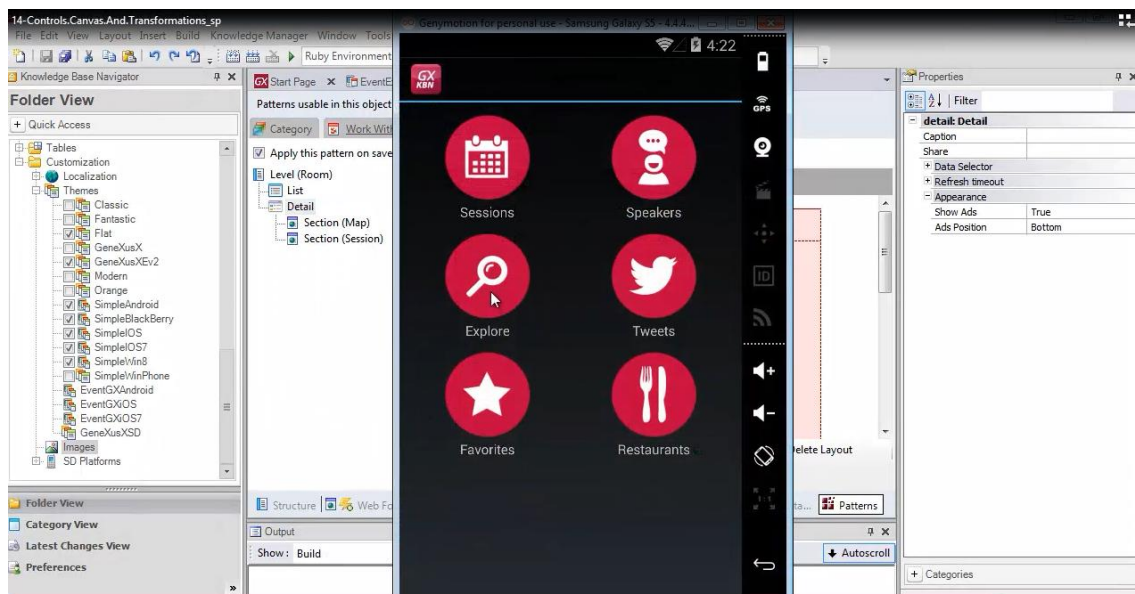 14-Controls.Canvas.And.Transformations_sp
Genymotion for personal use - Samsung Galaxy S5 - 4.4.4...
File Edit View Layout Insert Build Knowledge Manager Window Tools
Ruby Environment
4:22
GX
KBN
GPS
ID
1:1
Knowledge Base Navigator
Folder View
+ Quick Access
Tables
Customization
Localization
Themes
Classic
Fantastic
Flat
GeneXusX
GeneXusXEv2
Modern
Orange
SimpleAndroid
SimpleBlackBerry
SimpleIOS
SimpleIOS7
SimpleWin8
SimpleWinPhone
EventGXAndroid
EventGXiOS
EventGXiOS7
GeneXusXSD
Images
SD Platforms
Folder View
Category View
Latest Changes View
Preferences
GX Start Page
EventE
Patterns usable in this object
Category
Work With
Apply this pattern on save
Level (Room)
List
Detail
Section (Map)
Section (Session)
Sessions
Speakers
Explore
Tweets
Favorites
Restaurants
Delete Layout
Structure
Web Fo
Patterns
Output
Show: Build
Autoscroll
Properties
Filter
detail: Detail
Caption
Share
Data Selector
Refresh timeout
Appearance
Show Ads True
Ads Position Bottom
+ Categories